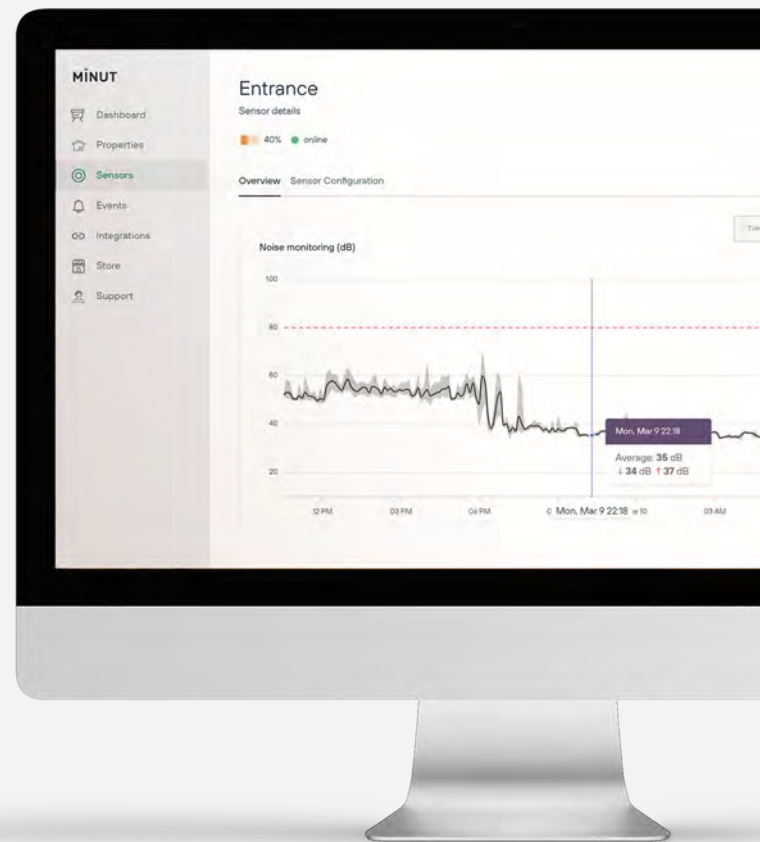 MiNUT
Dashboard
Properties
Sensors
Events
Integrations
Store
Support
Entrance
Sensor details
40% online
Overview Sensor Configuration
Noise monitoring (dB)
100
80
60
40
20
Mon, Mar 9 22:18
Average: 35 dB
↓ 34 dB ↑ 37 dB
12 PM 03 PM 06 PM Mon, Mar 9 22:18 03 AM